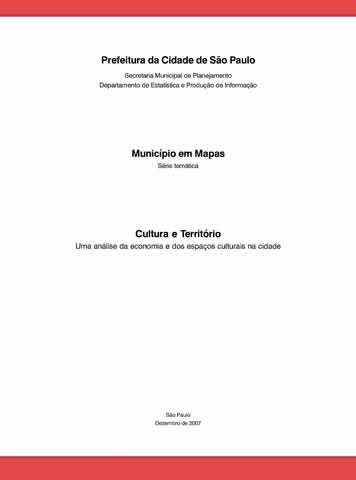 Prefeitura da Cidade de São Paulo
Secretaria Municipal de Planejamento
Departamento de Estatística e Produção de Informação
Município em Mapas
Série temática
Cultura e Território
Uma análise da economia e dos espaços culturais na cidade
São Paulo
Dezembro de 2007